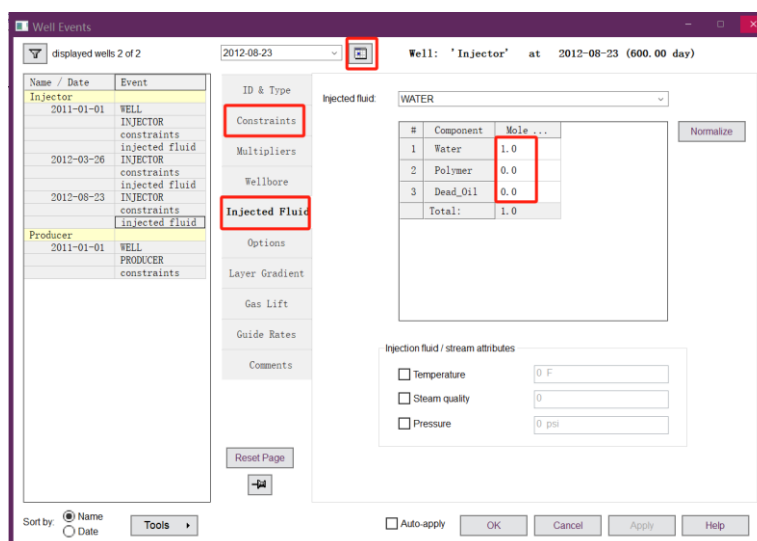 Well Events
displayed wells 2 of 2
2012-08-23
Well: 'Injector' at 2012-08-23 (600.00 day)
Name / Date Event
Injector
2011-01-01 WELL
INJECTOR
constraints
injected fluid
2012-03-26 INJECTOR
constraints
injected fluid
2012-08-23 INJECTOR
constraints
injected fluid
Producer
2011-01-01 WELL
PRODUCER
constraints
ID & Type
Constraints
Multipliers
Wellbore
Injected Fluid
Options
Layer Gradient
Gas Lift
Guide Rates
Comments
Reset Page
Injected fluid: WATER
# Component Mole ...
1 Water 1.0
2 Polymer 0.0
3 Dead_Oil 0.0
Total: 1.0
Normalize
Injection fluid / stream attributes
Temperature 0 F
Steam quality 0
Pressure 0 psi
Sort by: Name
Date
Tools
Auto-apply OK Cancel Apply Help